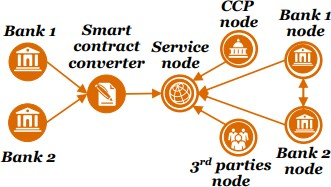 Bank 1
Smart
contract
converter
Service
node
CCP
node
Bank 1
node
Bank 2
3rd parties
node
Bank 2
node